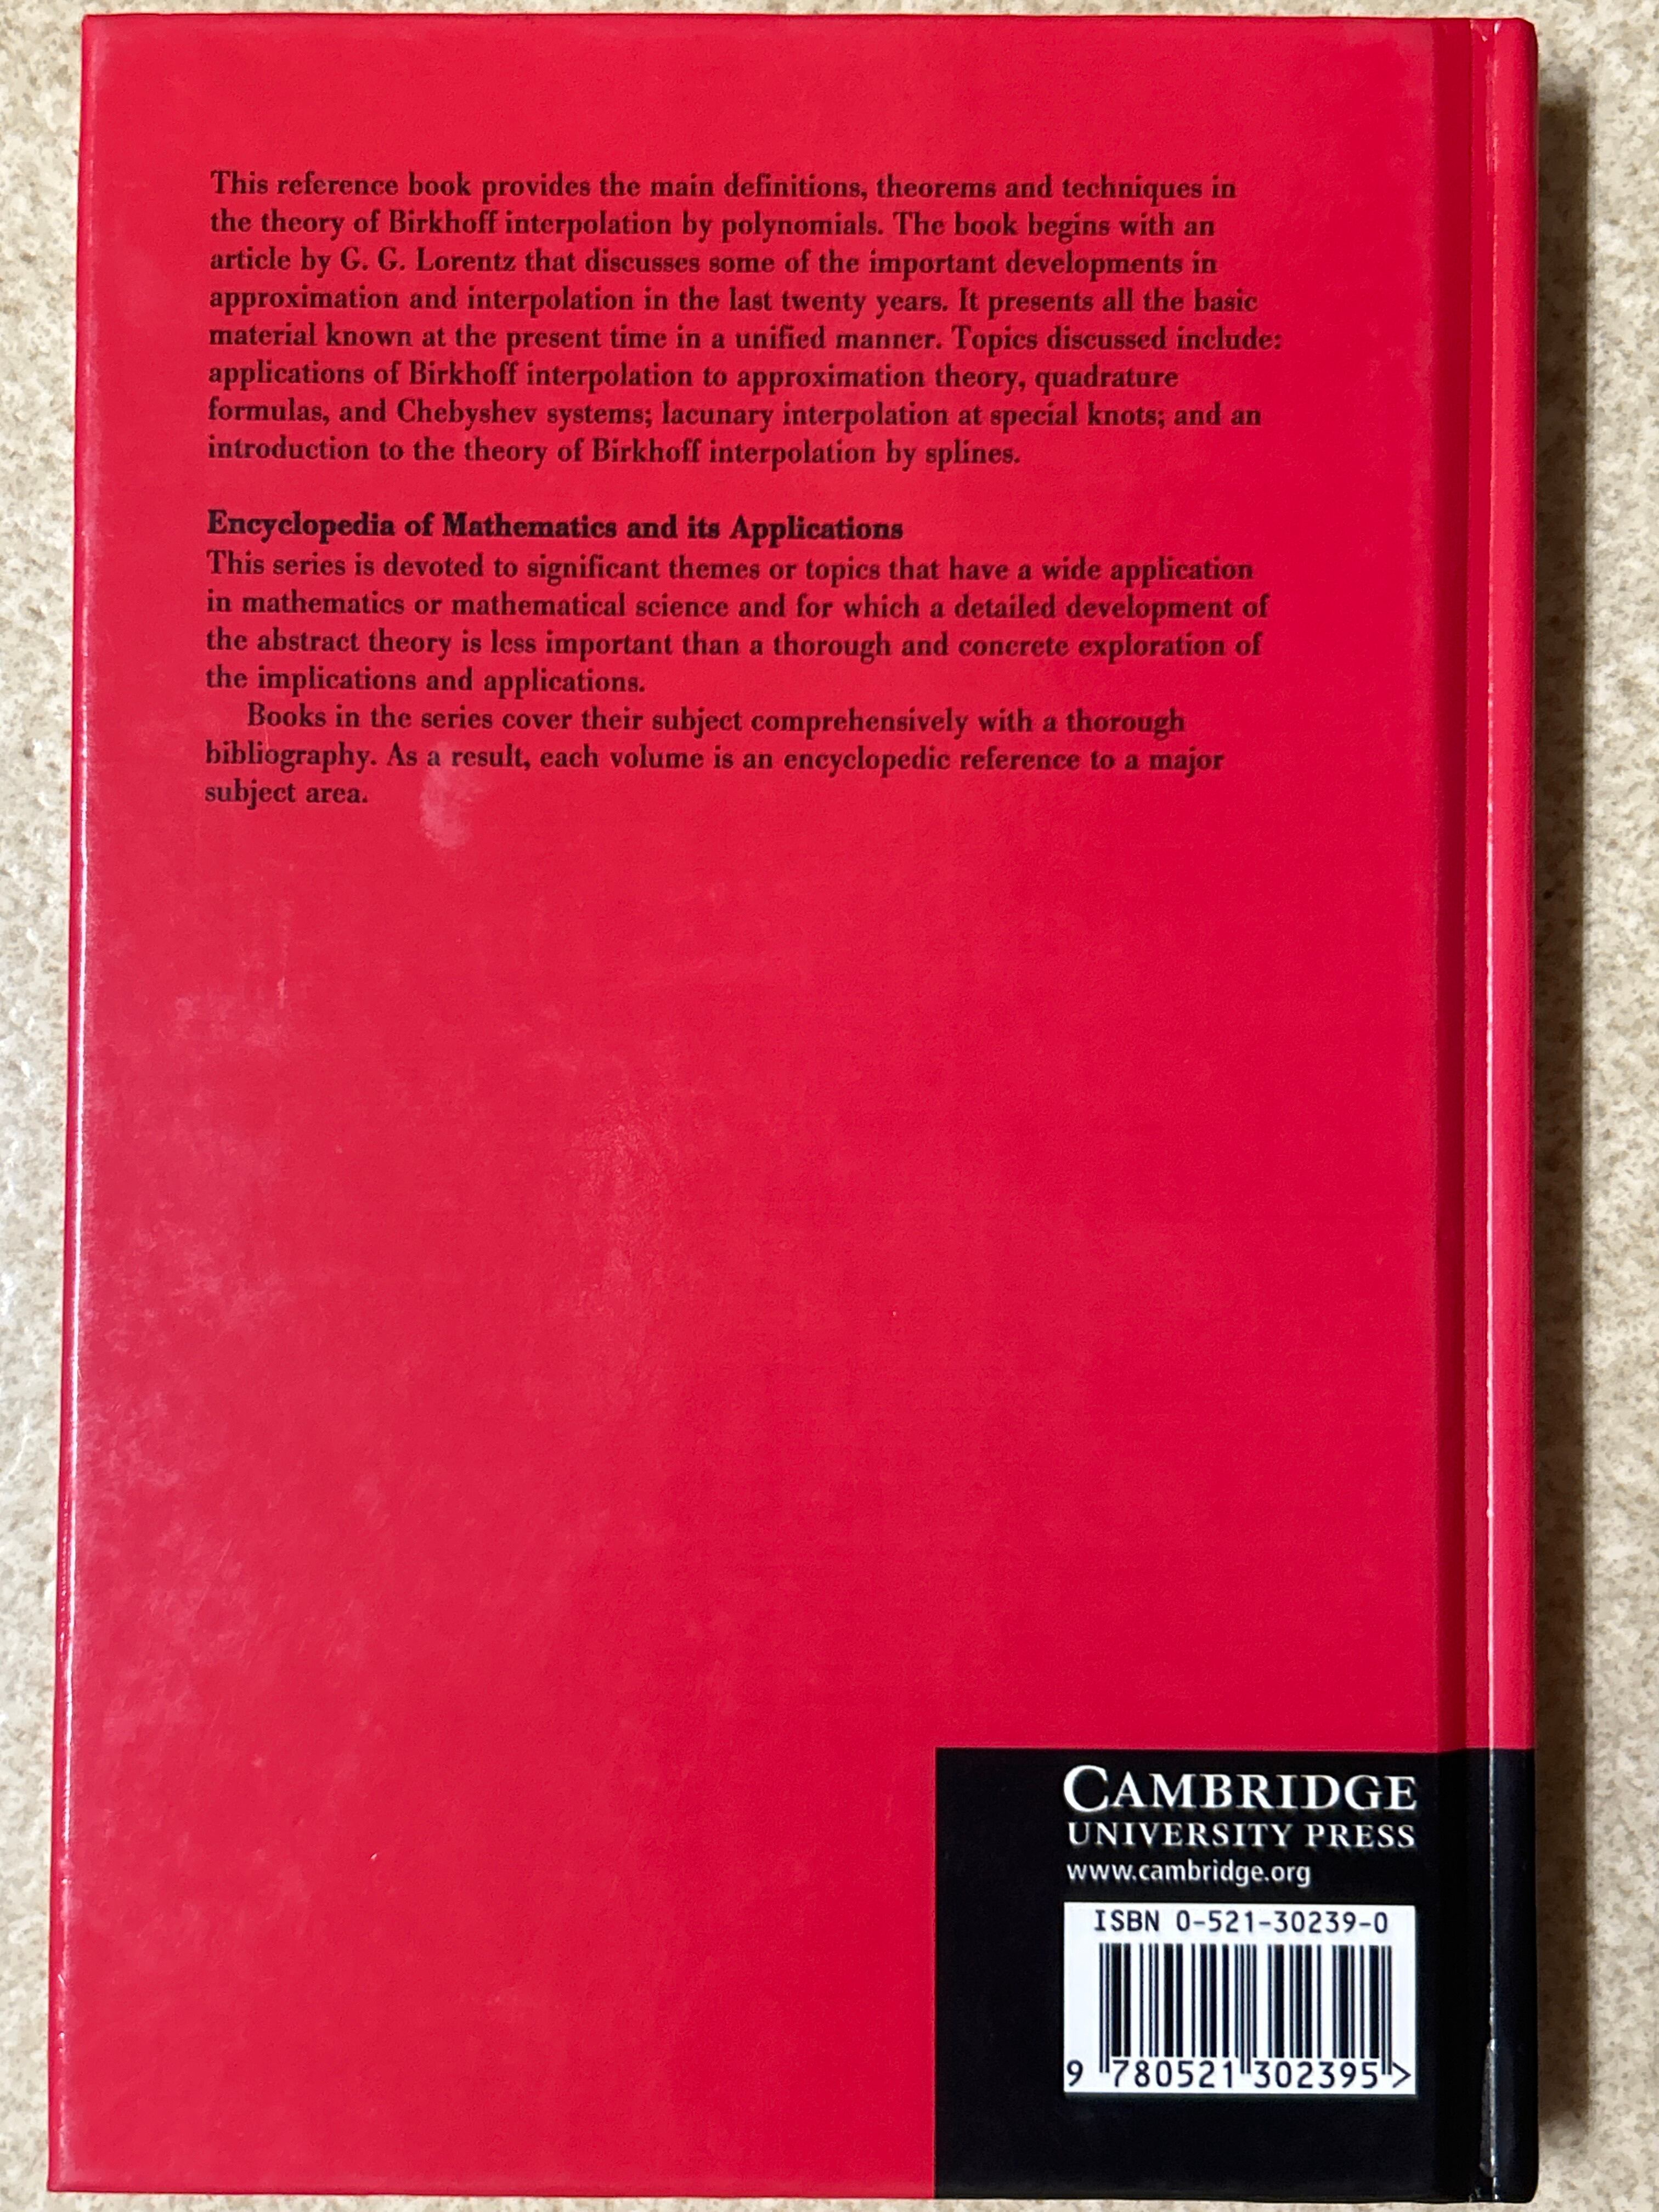 This reference book provides the main definitions, theorems and techniques in
the theory of Birkhoff interpolation by polynomials. The book begins with an
article by G. G. Lorentz that discusses some of the important developments in
approximation and interpolation in the last twenty years. It presents all the basic
material known at the present time in a unified manner. Topics discussed include:
applications of Birkhoff interpolation to approximation theory, quadrature
formulas, and Chebyshev systems; lacunary interpolation at special knots; and an
introduction to the theory of Birkhoff interpolation by splines.
Encyclopedia of Mathematics and its Applications
This series is devoted to significant themes or topics that have a wide application
in mathematics or mathematical science and for which a detailed development of
the abstract theory is less important than a thorough and concrete exploration of
the implications and applications.
Books in the series cover their subject comprehensively with a thorough
bibliography. As a result, each volume is an encyclopedic reference to a major
subject area.
CAMBRIDGE
UNIVERSITY PRESS
www.cambridge.org
ISBN 0-521-30239-0
9 780521 302395 >